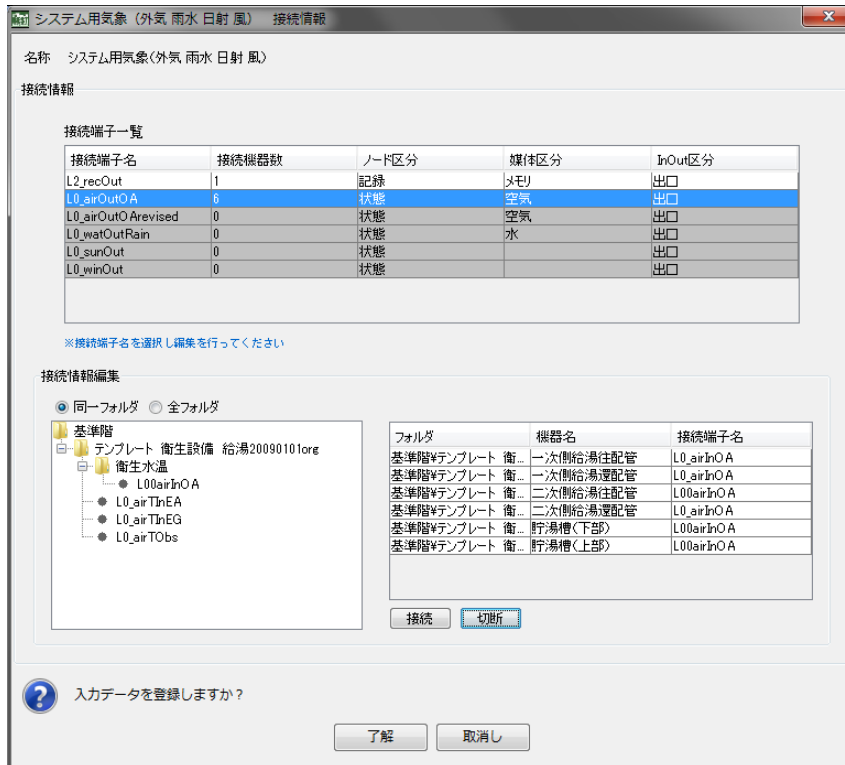 システム用気象（外気 雨水 日射 風） 接続情報
名称 システム用気象(外気 雨水 日射 風)
接続情報
接続端子一覧
接続端子名 接続機器数 ノード区分 媒体区分 InOut区分
L2_recOut 1 記録 メモリ 出口
L0_airOutOA 6 状態 空気 出口
L0_airOutOArevised 0 状態 空気 出口
L0_watOutRain 0 状態 水 出口
L0_sunOut 0 状態 出口
L0_winOut 0 状態 出口
※接続端子名を選択し編集を行ってください
接続情報編集
同一フォルダ 全フォルダ
基準階
テンプレート 衛生設備 給湯20090101org
衛生水温
L00airInOA
L0_airTInEA
L0_airTInEG
L0_airTObs
フォルダ 機器名 接続端子名
基準階¥テンプレート 衛... 一次側給湯往配管 L0_airInOA
基準階¥テンプレート 衛... 一次側給湯還配管 L0_airInOA
基準階¥テンプレート 衛... 二次側給湯往配管 L00airInOA
基準階¥テンプレート 衛... 二次側給湯還配管 L0_airInOA
基準階¥テンプレート 衛... 貯湯槽(下部) L00airInOA
基準階¥テンプレート 衛... 貯湯槽(上部) L00airInOA
接続 切断
入力データを登録しますか？
了解 取消し